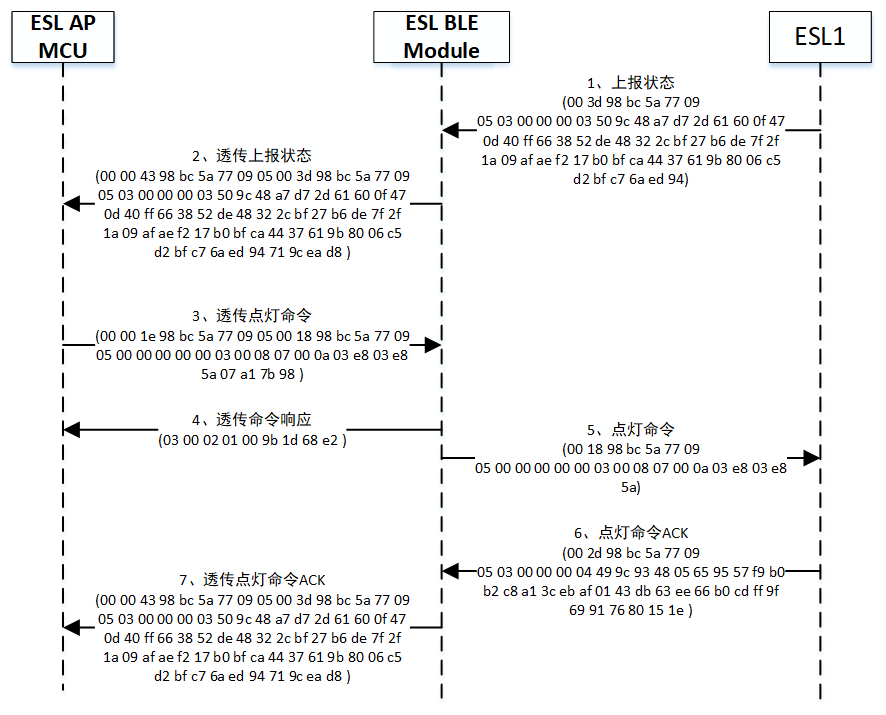 ESL AP
MCU
ESL BLE
Module
ESL1
1、上报状态
(00 3d 98 bc 5a 77 09
05 03 00 00 00 03 50 9c 48 a7 d7 2d 61 60 0f 47
0d 40 ff 66 38 52 de 48 32 2c bf 27 b6 de 7f 2f
1a 09 af ae f2 17 b0 bf ca 44 37 61 9b 80 06 c5
d2 bf c7 6a ed 94)
2、透传上报状态
(00 00 43 98 bc 5a 77 09 05 00 3d 98 bc 5a 77 09
05 03 00 00 00 03 50 9c 48 a7 d7 2d 61 60 0f 47
0d 40 ff 66 38 52 de 48 32 2c bf 27 b6 de 7f 2f
1a 09 af ae f2 17 b0 bf ca 44 37 61 9b 80 06 c5
d2 bf c7 6a ed 94 71 9c ea d8 )
3、透传点灯命令
(00 00 1e 98 bc 5a 77 09 05 00 18 98 bc 5a 77 09
05 00 00 00 00 00 03 00 08 07 00 0a 03 e8 03 e8
5a 07 a1 7b 98 )
4、透传命令响应
(03 00 02 01 00 9b 1d 68 e2 )
5、点灯命令
(00 18 98 bc 5a 77 09
05 00 00 00 00 00 03 00 08 07 00 0a 03 e8 03 e8
5a)
6、点灯命令ACK
(00 2d 98 bc 5a 77 09
05 03 00 00 00 04 49 9c 93 48 05 65 95 57 f9 b0
b2 c8 a1 3c eb af 01 43 db 63 ee 66 b0 cd ff 9f
69 91 76 80 15 1e )
7、透传点灯命令ACK
(00 00 43 98 bc 5a 77 09 05 00 3d 98 bc 5a 77 09
05 03 00 00 00 03 50 9c 48 a7 d7 2d 61 60 0f 47
0d 40 ff 66 38 52 de 48 32 2c bf 27 b6 de 7f 2f
1a 09 af ae f2 17 b0 bf ca 44 37 61 9b 80 06 c5
d2 bf c7 6a ed 94 71 9c ea d8 )